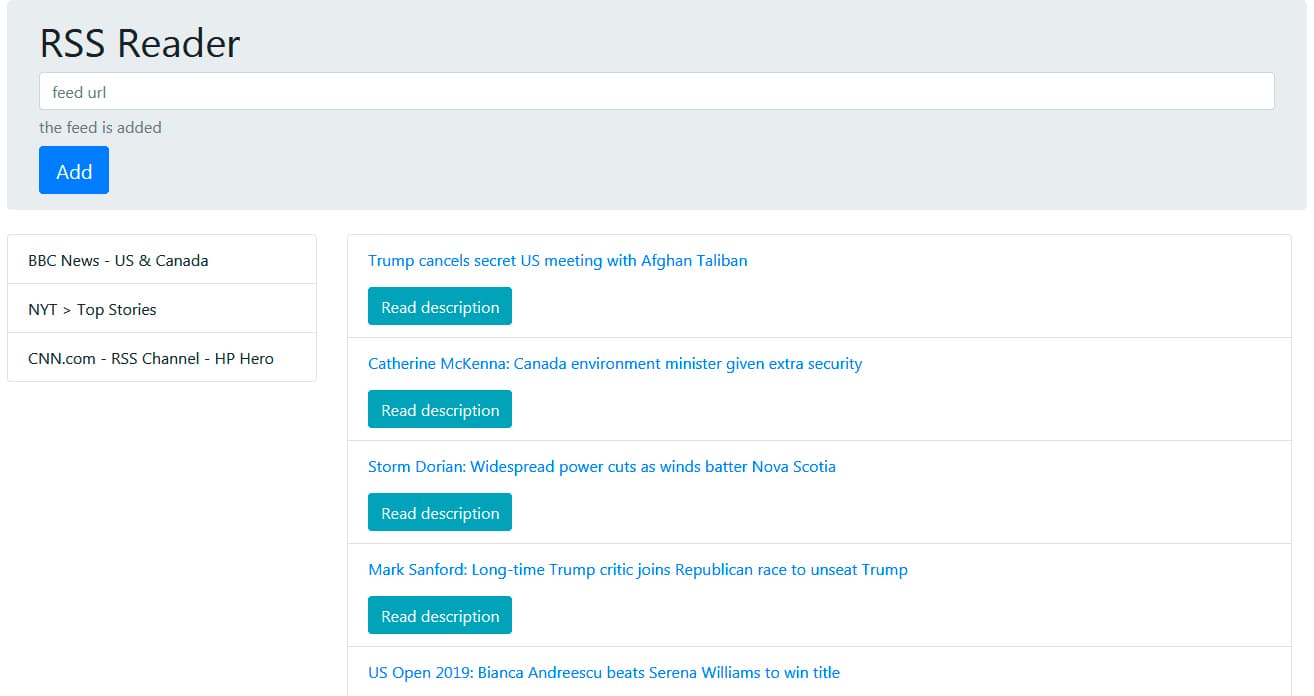 RSS Reader
feed url
the feed is added
Add
BBC News - US & Canada
NYT > Top Stories
CNN.com - RSS Channel - HP Hero
Trump cancels secret US meeting with Afghan Taliban
Read description
Catherine McKenna: Canada environment minister given extra security
Read description
Storm Dorian: Widespread power cuts as winds batter Nova Scotia
Read description
Mark Sanford: Long-time Trump critic joins Republican race to unseat Trump
Read description
US Open 2019: Bianca Andreescu beats Serena Williams to win title